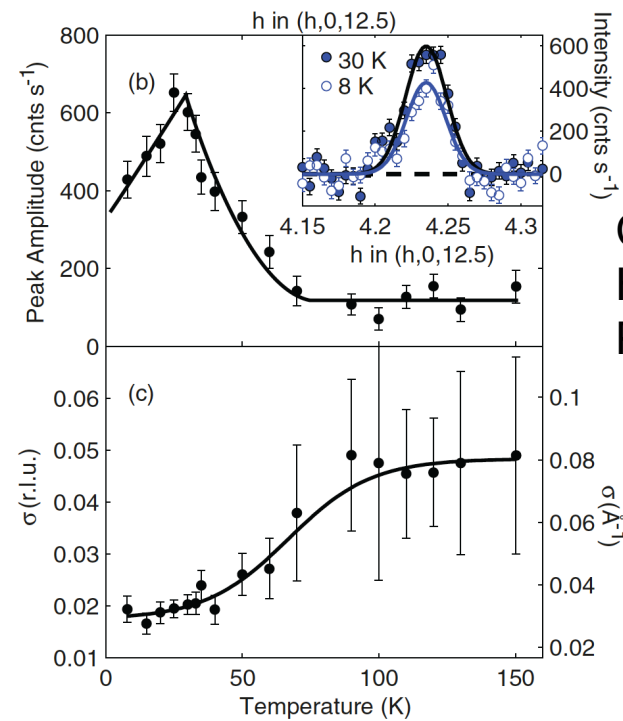 h in (h,0,12.5)
800
600
400
200
0
Peak Amplitude (cnts s⁻¹)
(b)
30 K
8 K
600
400
200
0
Intensity (cnts s⁻¹)
4.15
4.2
4.25
4.3
h in (h,0,12.5)
(c)
0.06
0.05
0.04
0.03
0.02
0.01
σ (r.l.u.)
0.1
0.08
0.06
0.04
0.02
σ (Å⁻¹)
0
50
100
150
Temperature (K)